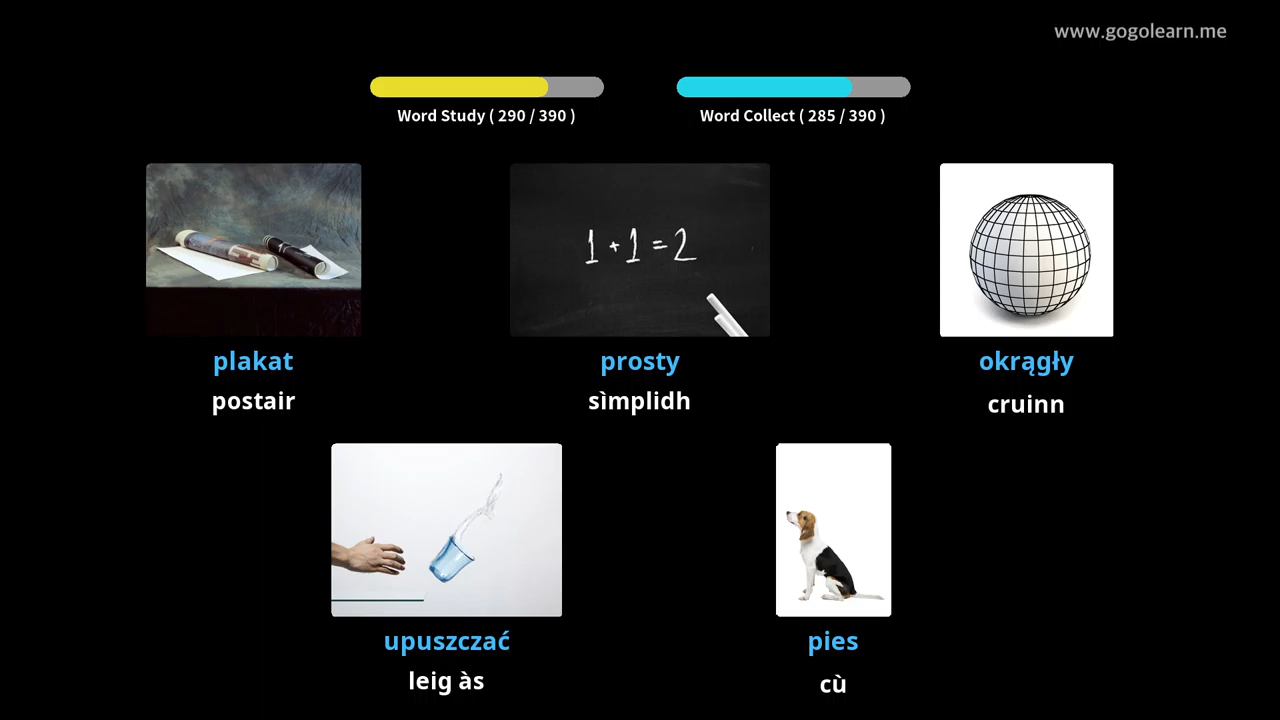 www.gogolearn.me
Word Study ( 290 / 390 )
Word Collect ( 285 / 390 )
1 + 1 = 2
plakat
postair
prosty
sìmplidh
okrągły
cruinn
upuszczać
leig às
pies
cù